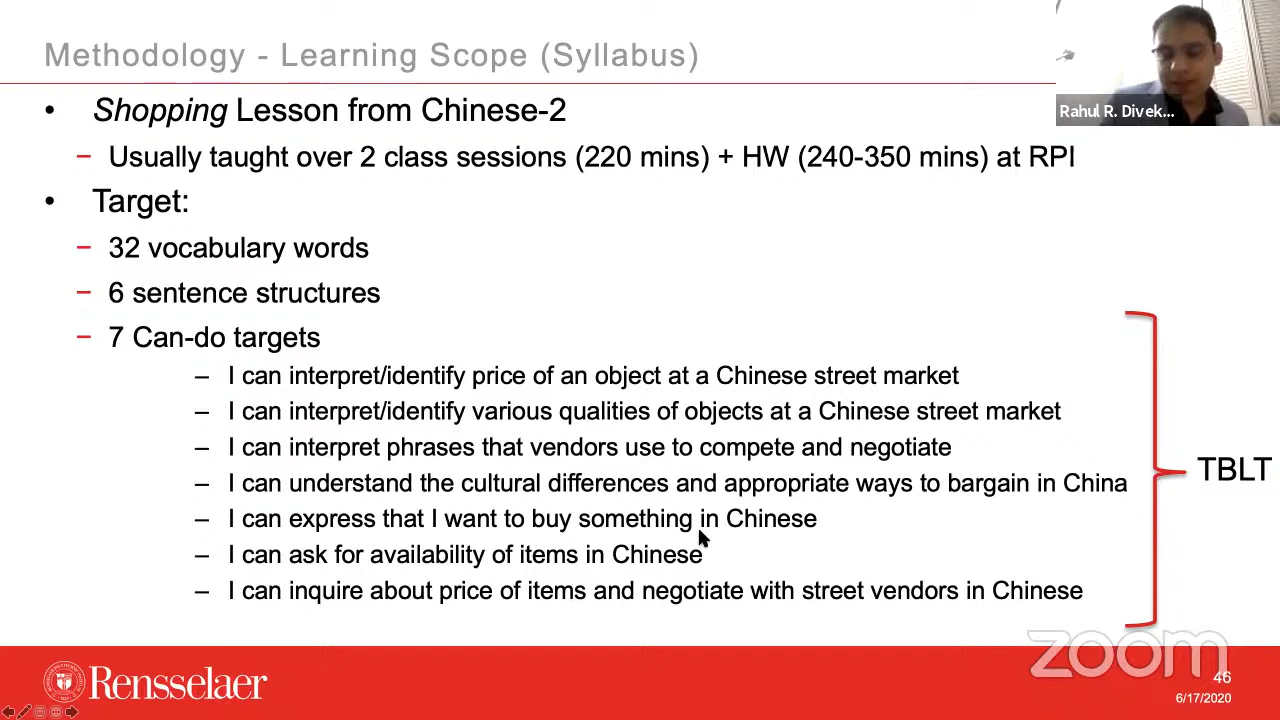 Methodology - Learning Scope (Syllabus)
Rahul R. Divek...
• Shopping Lesson from Chinese-2
− Usually taught over 2 class sessions (220 mins) + HW (240-350 mins) at RPI
• Target:
− 32 vocabulary words
− 6 sentence structures
− 7 Can-do targets
– I can interpret/identify price of an object at a Chinese street market
– I can interpret/identify various qualities of objects at a Chinese street market
– I can interpret phrases that vendors use to compete and negotiate
– I can understand the cultural differences and appropriate ways to bargain in China
– I can express that I want to buy something in Chinese
– I can ask for availability of items in Chinese
– I can inquire about price of items and negotiate with street vendors in Chinese
TBLT
zoom
Rensselaer
46
6/17/2020